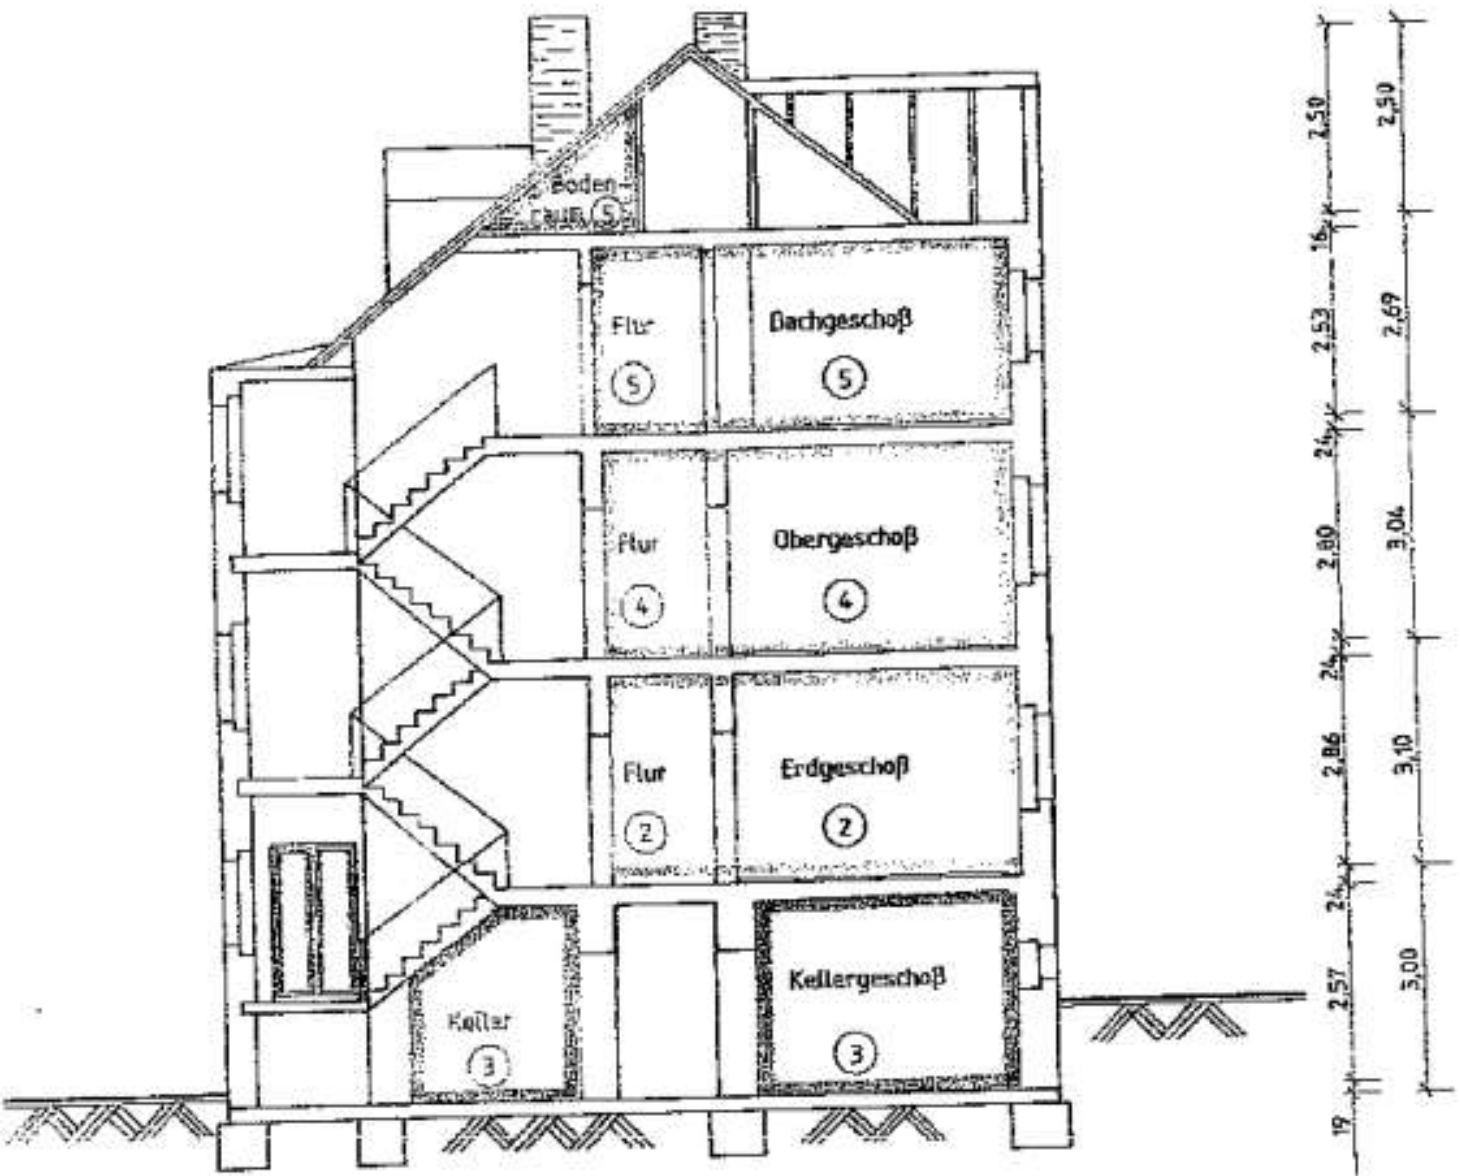 Boden
raum 5
Flur
Dachgeschoß
5
5
Flur
Obergeschoß
4
4
Flur
Erdgeschoß
2
2
Keller
Kellergeschoß
3
3
2,50
2,50
16
2,53
2,69
24
2,80
3,04
24
2,86
3,10
24
2,57
3,00
19